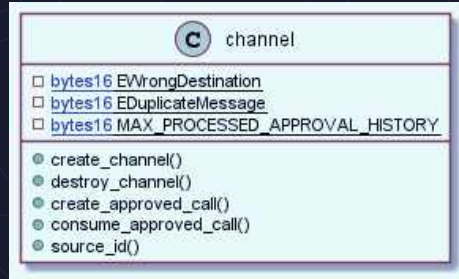 C channel
bytes16 EWrongDestination
bytes16 EDuplicateMessage
bytes16 MAX_PROCESSED_APPROVAL_HISTORY
create_channel()
destroy_channel()
create_approved_call()
consume_approved_call()
source_id()